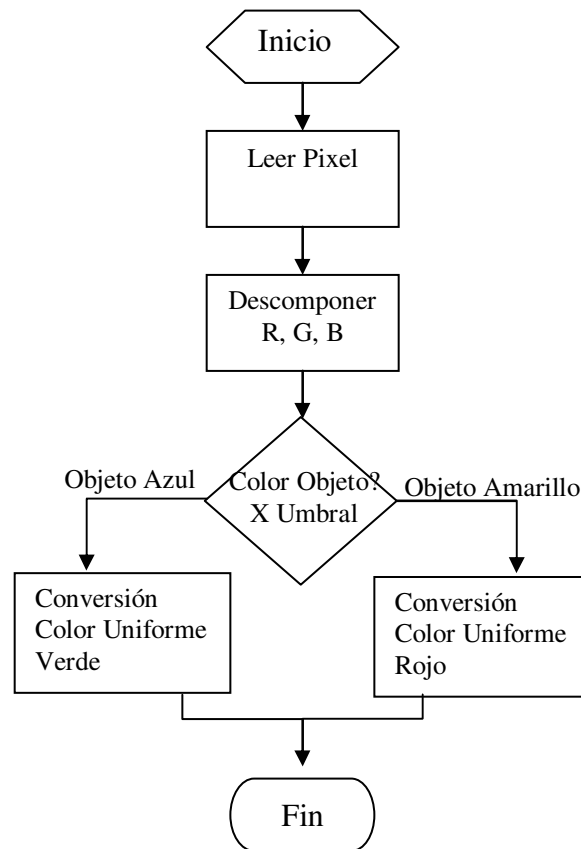 Inicio
Leer Pixel
Descomponer
R, G, B
Objeto Azul
Color Objeto?
X Umbral
Objeto Amarillo
Conversión
Color Uniforme
Verde
Conversión
Color Uniforme
Rojo
Fin